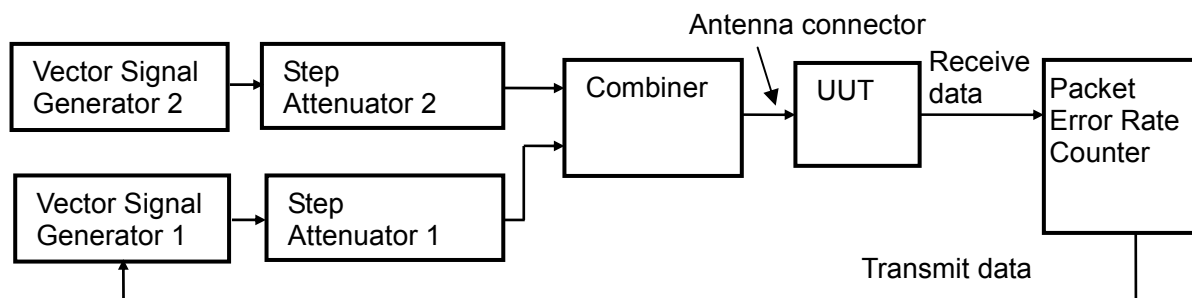 Antenna connector
Vector Signal
Generator 2
Step
Attenuator 2
Combiner
UUT
Receive
data
Packet
Error Rate
Counter
Vector Signal
Generator 1
Step
Attenuator 1
Transmit data